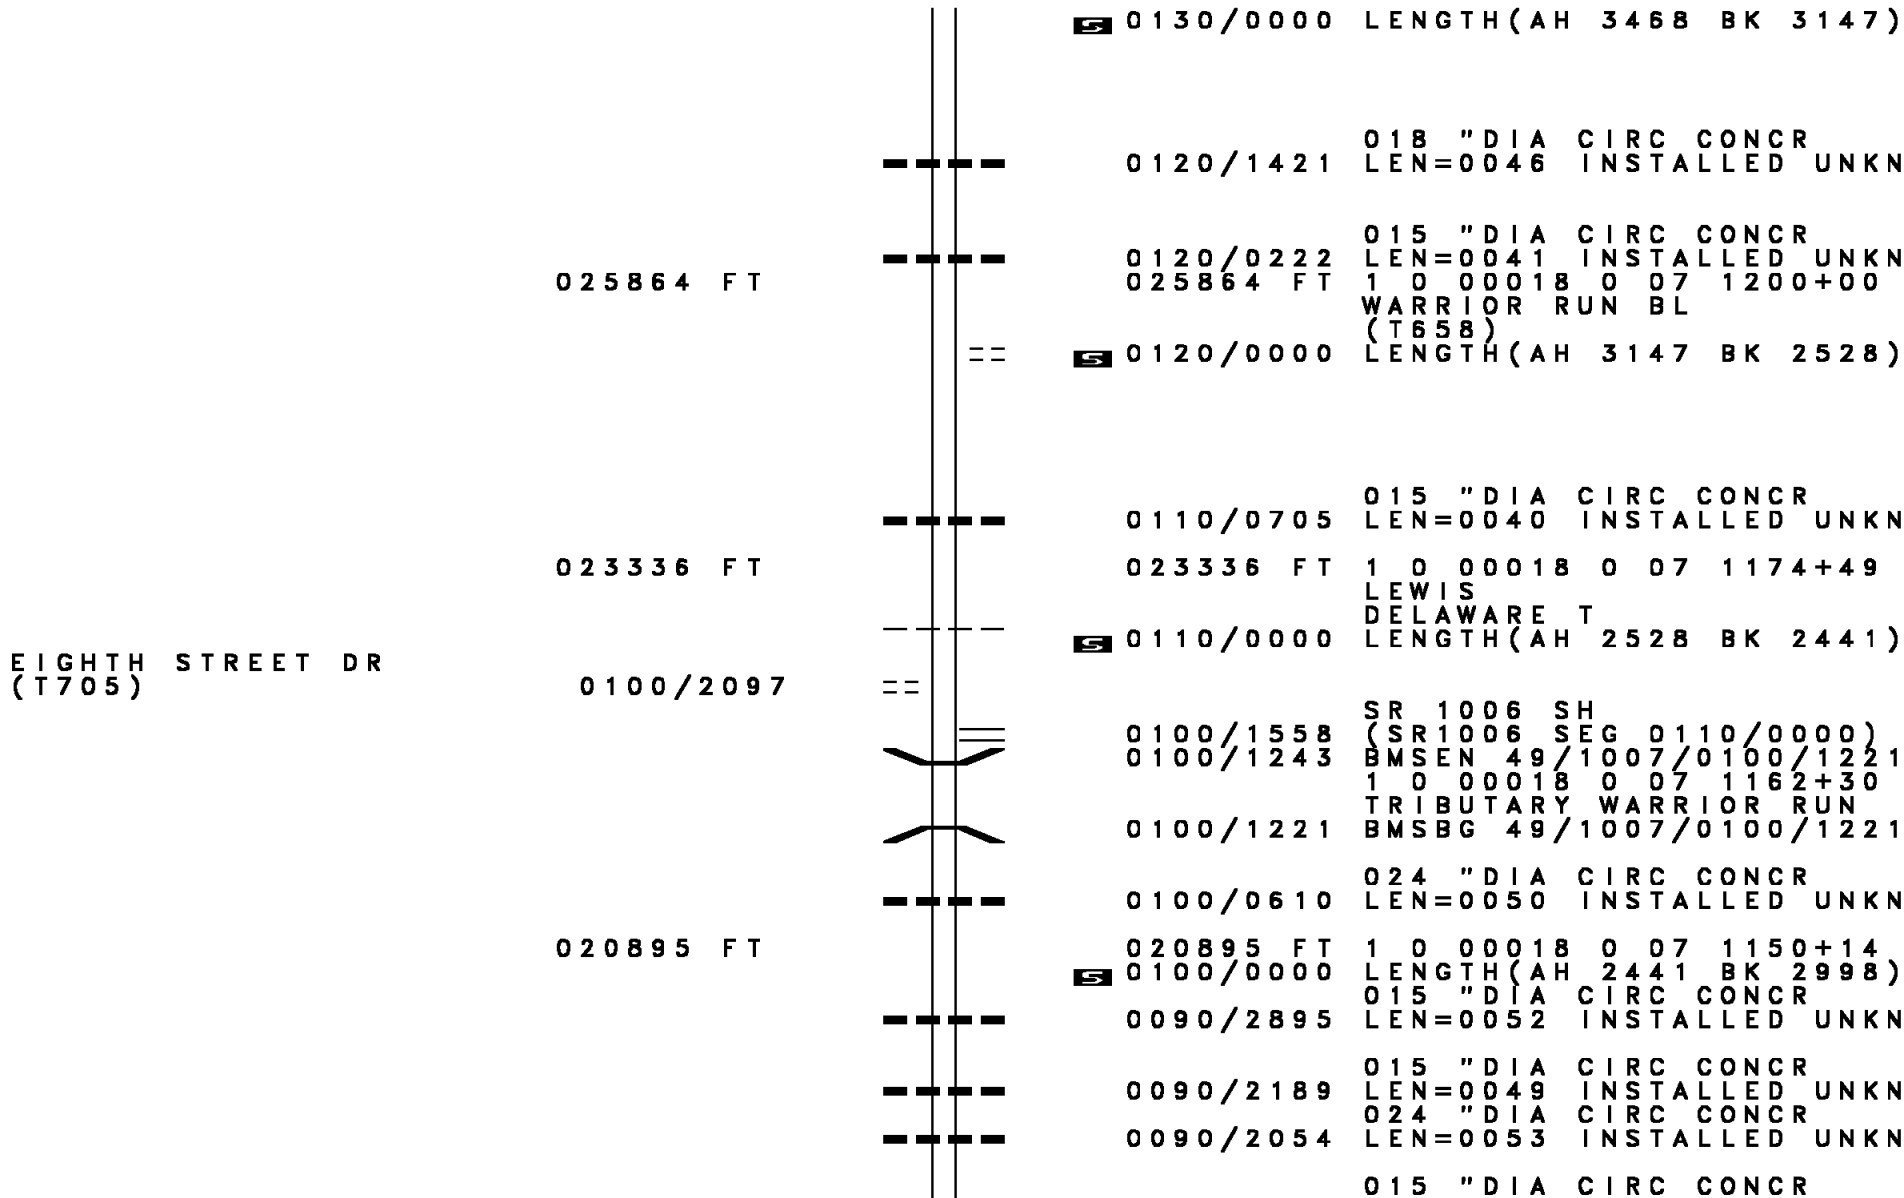 0130/0000 LENGTH(AH 3468 BK 3147)
018 "DIA CIRC CONCR
0120/1421 LEN=0046 INSTALLED UNKN
015 "DIA CIRC CONCR
0120/0222 LEN=0041 INSTALLED UNKN
025864 FT 025864 FT 1 0 00018 0 07 1200+00
WARRIOR RUN BL
(T658)
0120/0000 LENGTH(AH 3147 BK 2528)
015 "DIA CIRC CONCR
0110/0705 LEN=0040 INSTALLED UNKN
023336 FT 023336 FT 1 0 00018 0 07 1174+49
LEWIS
DELAWARE T
0110/0000 LENGTH(AH 2528 BK 2441)
EIGHTH STREET DR
(T705) 0100/2097
SR 1006 SH
0100/1558 (SR1006 SEG 0110/0000)
0100/1243 BMSEN 49/1007/0100/1221
1 0 00018 0 07 1162+30
TRIBUTARY WARRIOR RUN
0100/1221 BMSBG 49/1007/0100/1221
024 "DIA CIRC CONCR
0100/0610 LEN=0050 INSTALLED UNKN
020895 FT 020895 FT 1 0 00018 0 07 1150+14
0100/0000 LENGTH(AH 2441 BK 2998)
015 "DIA CIRC CONCR
0090/2895 LEN=0052 INSTALLED UNKN
015 "DIA CIRC CONCR
0090/2189 LEN=0049 INSTALLED UNKN
024 "DIA CIRC CONCR
0090/2054 LEN=0053 INSTALLED UNKN
015 "DIA CIRC CONCR